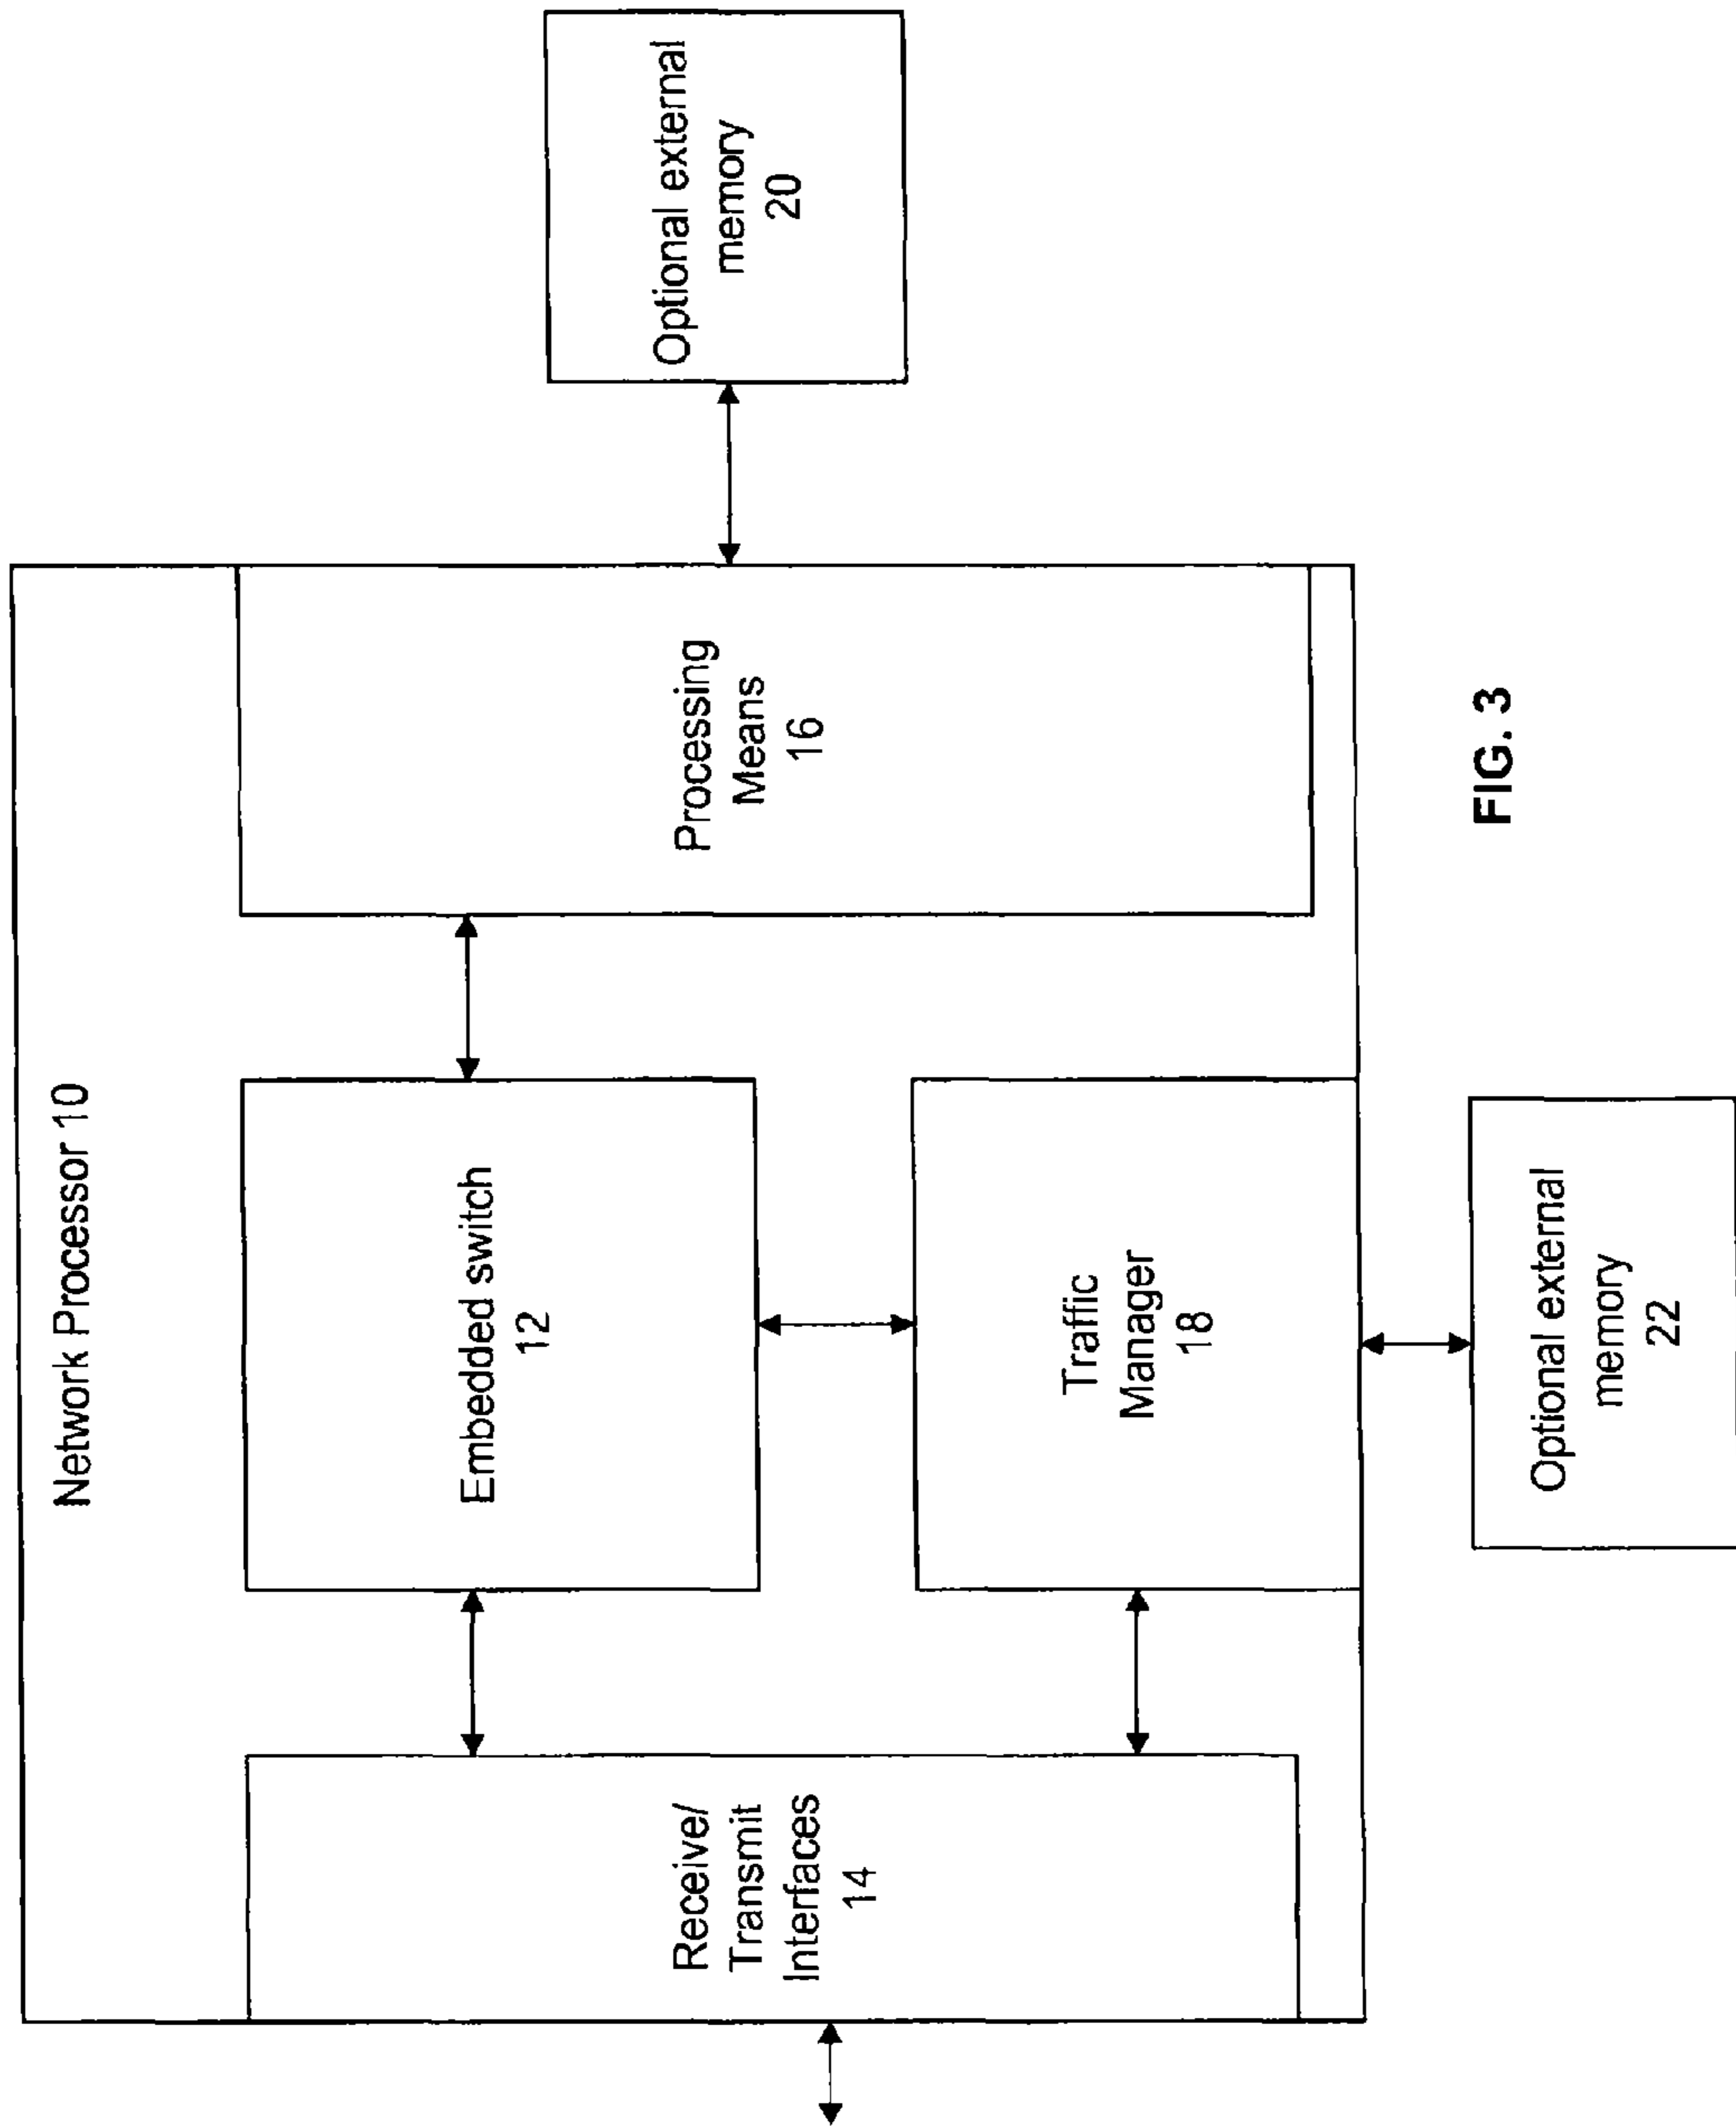 Network Processor 10
Receive/
Transmit
Interfaces
14
Embedded switch
12
Traffic
Manager
18
Processing
Means
16
Optional external
memory
20
Optional external
memory
22
FIG. 3